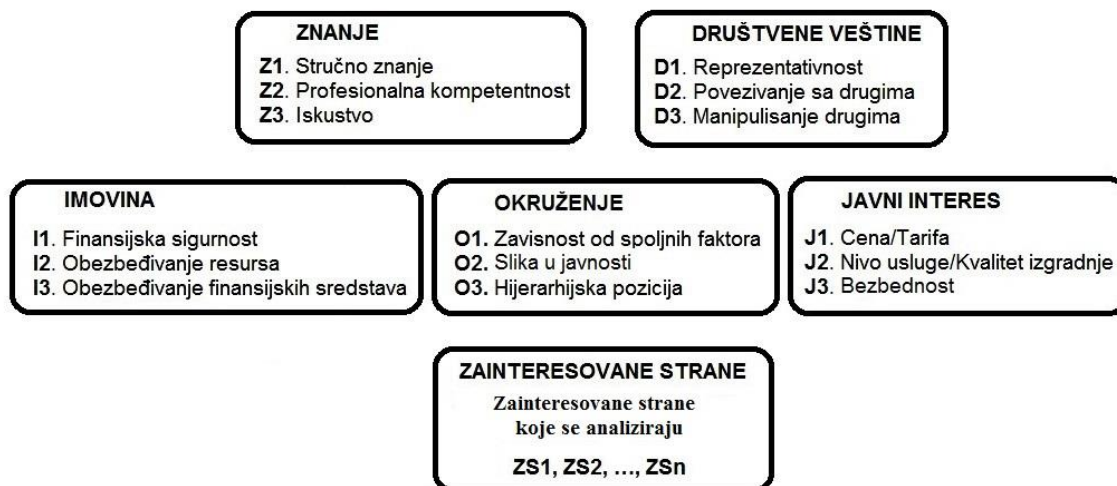 ZNANJE
Z1. Stručno znanje
Z2. Profesionalna kompetentnost
Z3. Iskustvo
DRUŠTVENE VEŠTINE
D1. Reprezentativnost
D2. Povezivanje sa drugima
D3. Manipulisanje drugima
IMOVINA
I1. Finansijska sigurnost
I2. Obezbeđivanje resursa
I3. Obezbeđivanje finansijskih sredstava
OKRUŽENJE
O1. Zavisnost od spoljnih faktora
O2. Slika u javnosti
O3. Hijerarhijska pozicija
JAVNI INTERES
J1. Cena/Tarifa
J2. Nivo usluge/Kvalitet izgradnje
J3. Bezbednost
ZAINTERESOVANE STRANE
Zainteresovane strane
koje se analiziraju
ZS1, ZS2, ..., ZSn